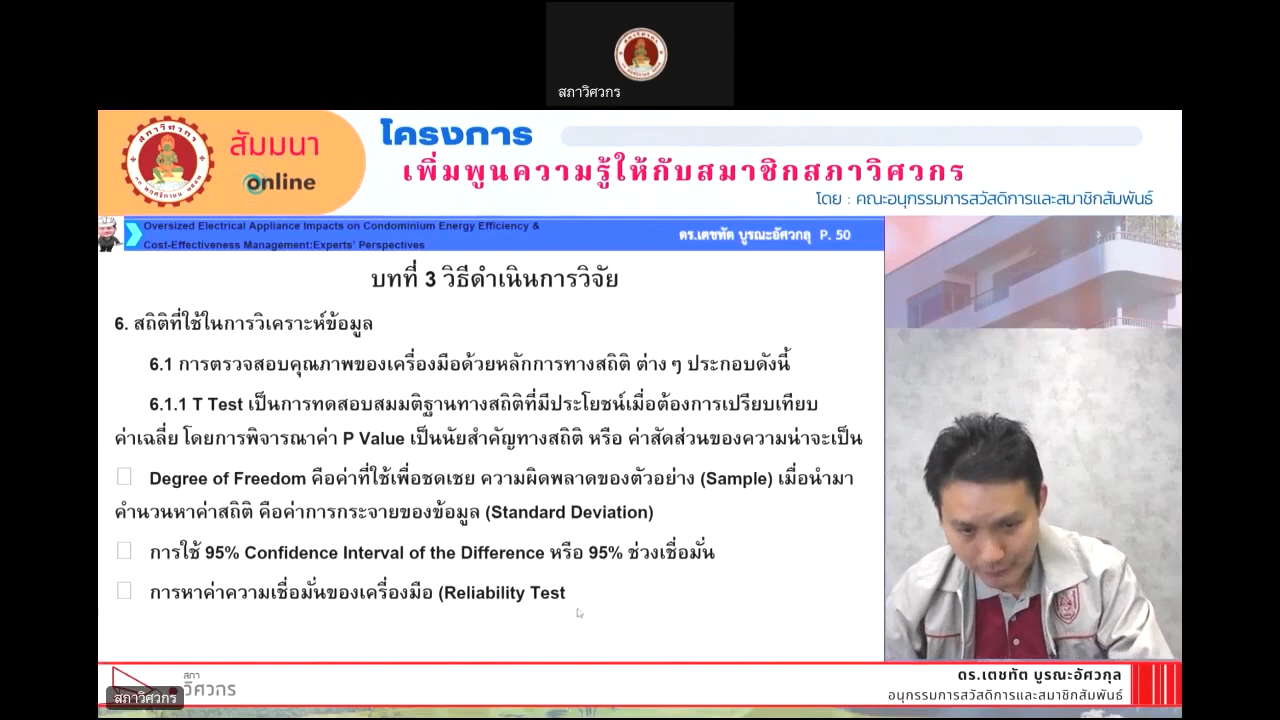 สภาวิศวกร
สภาวิศวกร
สัมมนา
online
โครงการ
เพิ่มพูนความรู้ให้กับสมาชิกสภาวิศวกร
โดย : คณะอนุกรรมการสวัสดิการและสมาชิกสัมพันธ์
Oversized Electrical Appliance Impacts on Condominium Energy Efficiency &
Cost-Effectiveness Management:Experts' Perspectives
ดร.เตชทัต บูรณะอัศวกลุ P. 50
บทที่ 3 วิธีดำเนินการวิจัย
6. สถิติที่ใช้ในการวิเคราะห์ข้อมูล
6.1 การตรวจสอบคุณภาพของเครื่องมือด้วยหลักการทางสถิติ ต่าง ๆ ประกอบดังนี้
6.1.1 T Test เป็นการทดสอบสมมติฐานทางสถิติที่มีประโยชน์เมื่อต้องการเปรียบเทียบ
ค่าเฉลี่ย โดยการพิจารณาค่า P Value เป็นนัยสำคัญทางสถิติ หรือ ค่าสัดส่วนของความน่าจะเป็น
Degree of Freedom คือค่าที่ใช้เพื่อชดเชย ความผิดพลาดของตัวอย่าง (Sample) เมื่อนำมา
คำนวนหาค่าสถิติ คือค่าการกระจายของข้อมูล (Standard Deviation)
การใช้ 95% Confidence Interval of the Difference หรือ 95% ช่วงเชื่อมั่น
การหาค่าความเชื่อมั่นของเครื่องมือ (Reliability Test
สภา
วิศวกร
สภาวิศวกร
ดร.เตชทัต บูรณะอัศวกุล
อนุกรรมการสวัสดิการและสมาชิกสัมพันธ์